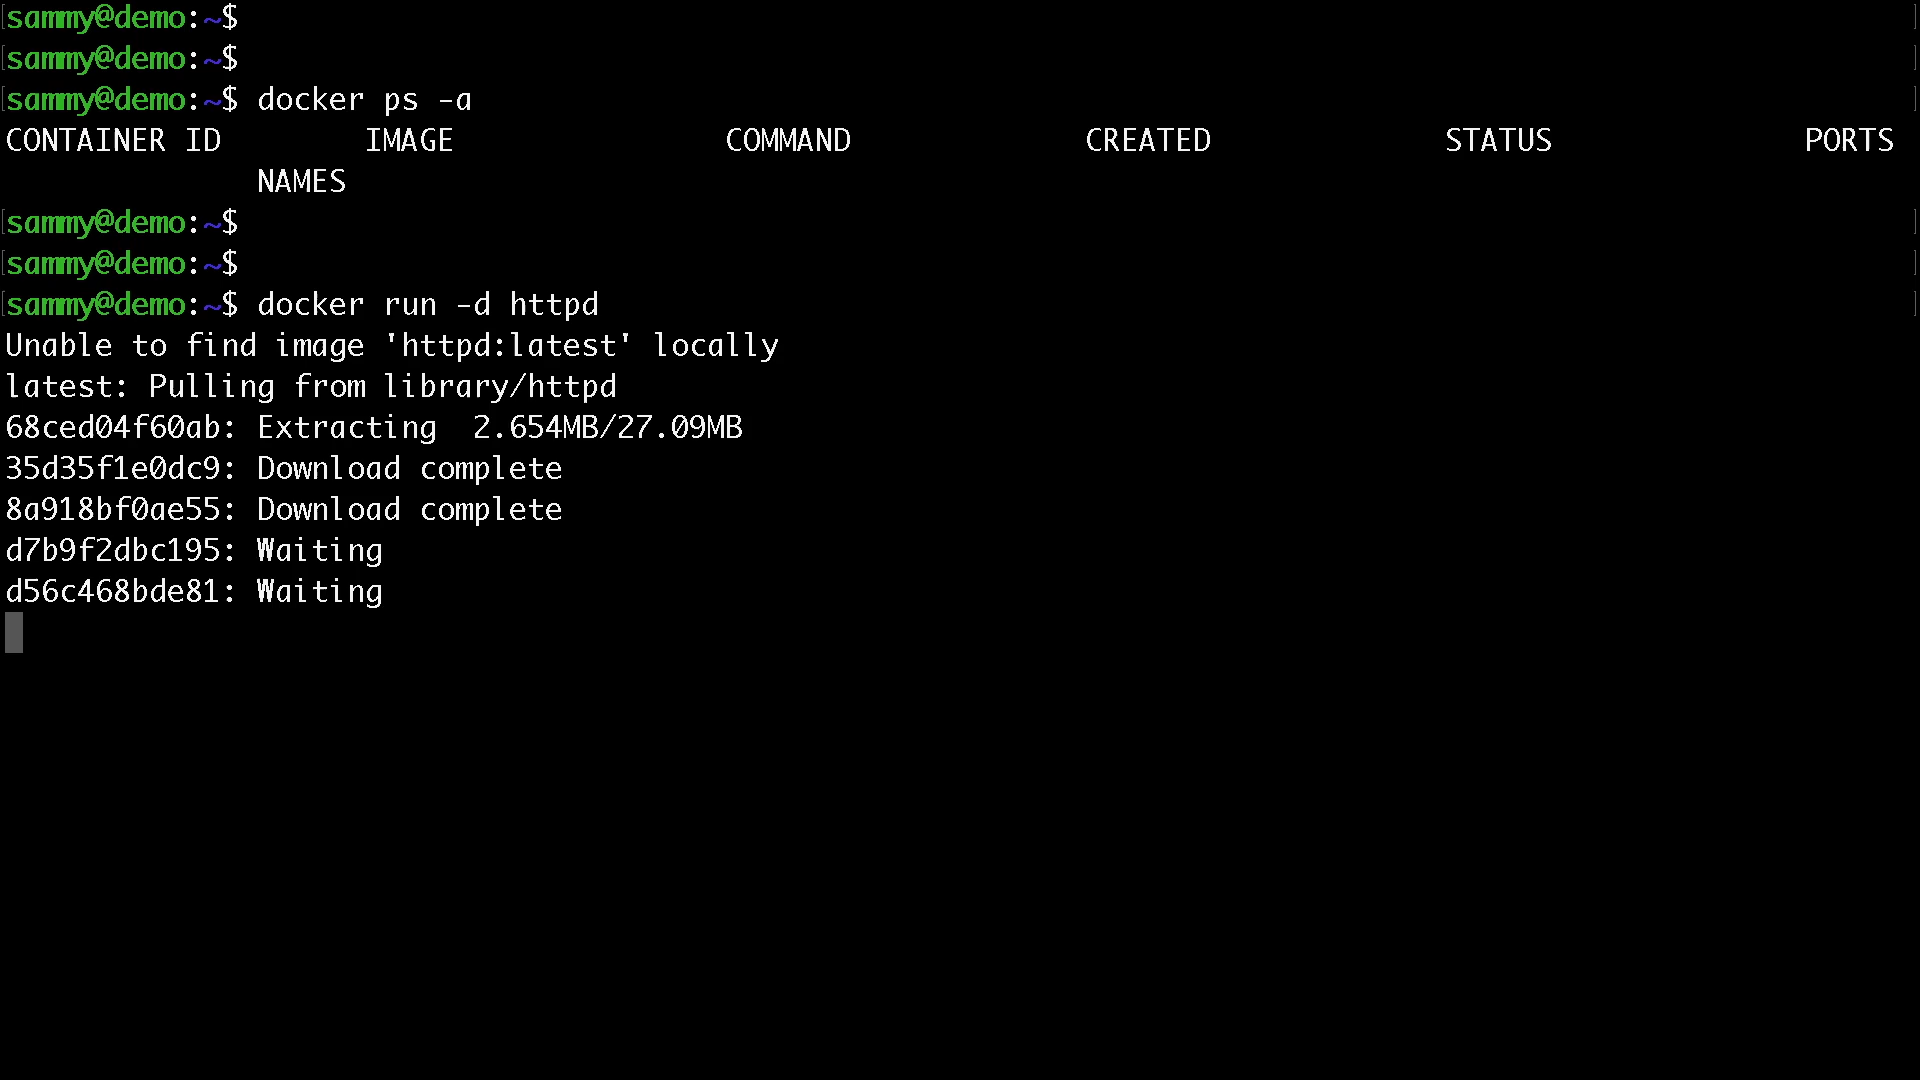 sammy@demo:~$
sammy@demo:~$
sammy@demo:~$ docker ps -a
CONTAINER ID IMAGE COMMAND CREATED STATUS PORTS
NAMES
sammy@demo:~$
sammy@demo:~$
sammy@demo:~$ docker run -d httpd
Unable to find image 'httpd:latest' locally
latest: Pulling from library/httpd
68ced04f60ab: Extracting 2.654MB/27.09MB
35d35f1e0dc9: Download complete
8a918bf0ae55: Download complete
d7b9f2dbc195: Waiting
d56c468bde81: Waiting